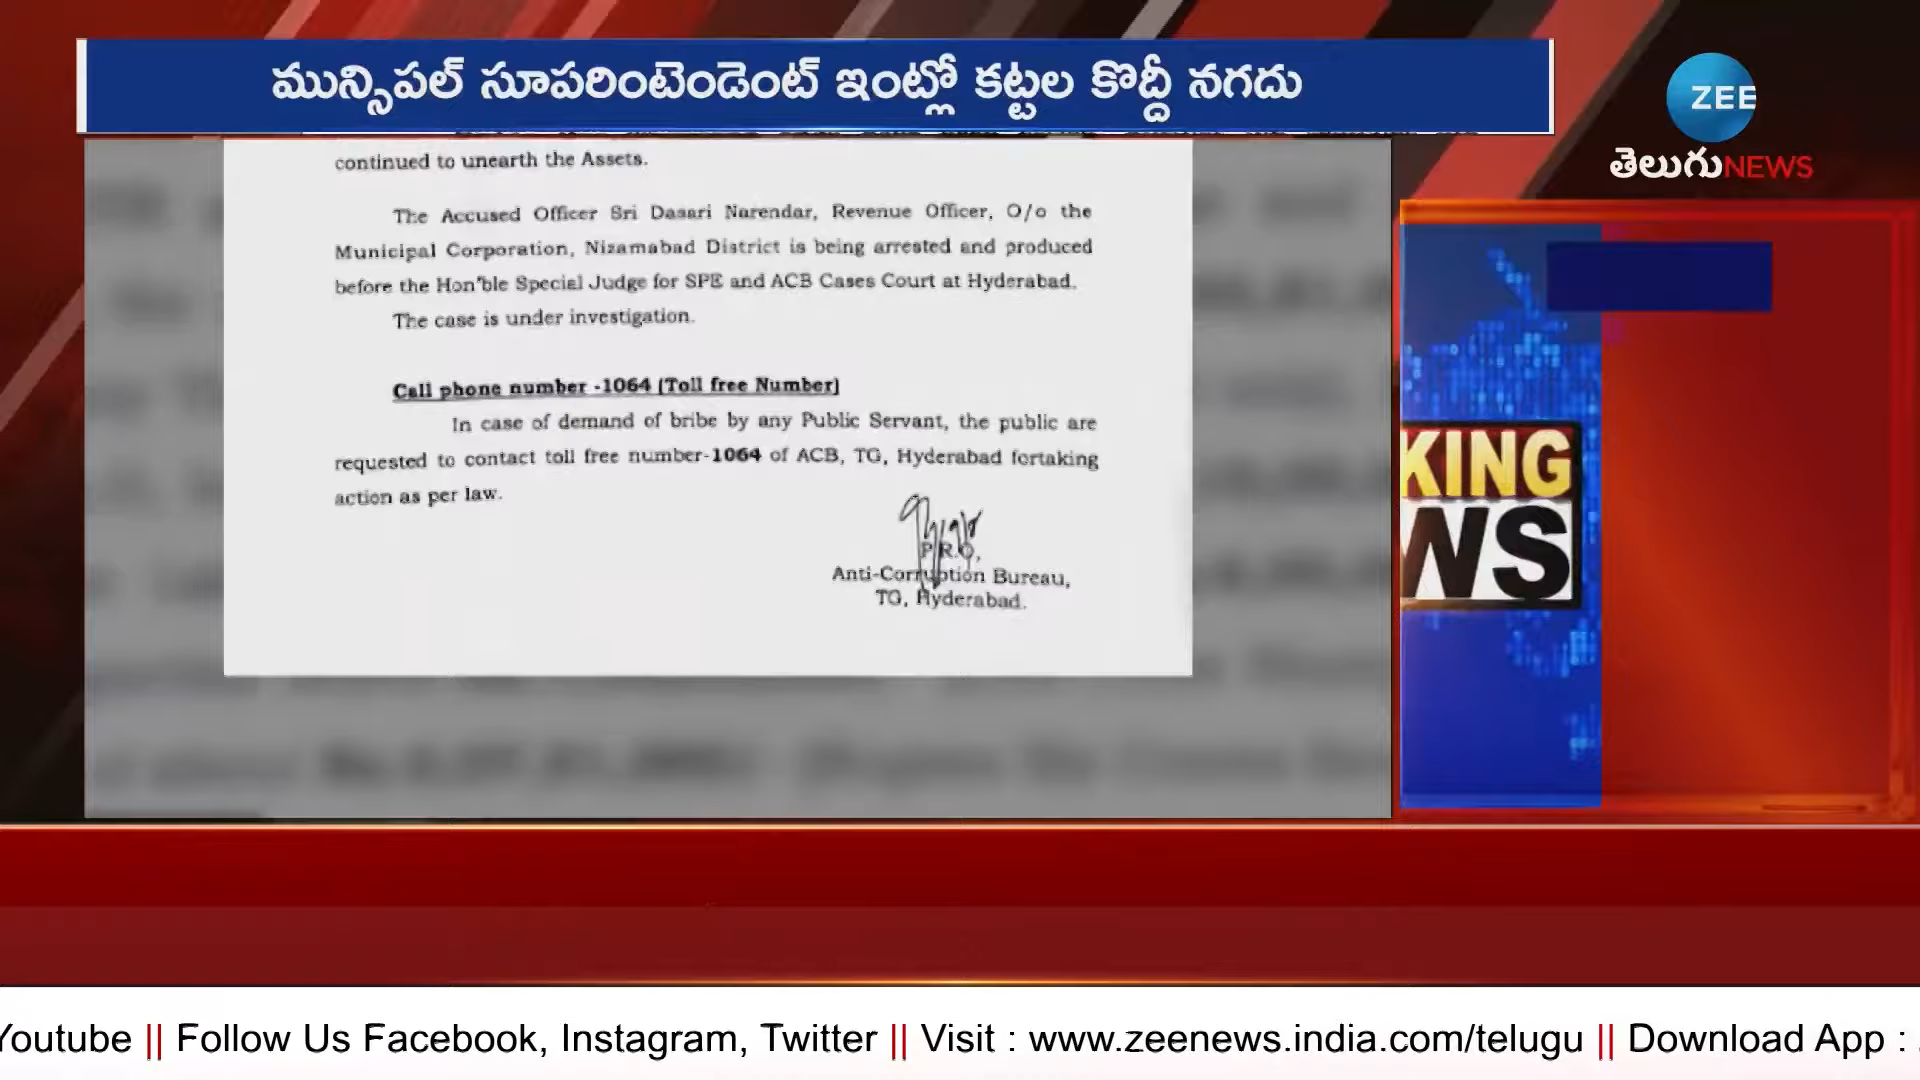 మున్సిపల్ సూపరింటెండెంట్ ఇంట్లో కట్టల కొద్దీ నగదు
ZEE
తెలుగుNEWS
continued to unearth the Assets.
The Accused Officer Sri Dasari Narendar, Revenue Officer, O/o the
Municipal Corporation, Nizamabad District is being arrested and produced
before the Hon'ble Special Judge for SPE and ACB Cases Court at Hyderabad.
The case is under investigation.
Call phone number -1064 (Toll free Number)
In case of demand of bribe by any Public Servant, the public are
requested to contact toll free number-1064 of ACB, TG, Hyderabad fortaking
action as per law.
P.R.O,
Anti-Corruption Bureau,
TG, Hyderabad.
KING
WS
Youtube || Follow Us Facebook, Instagram, Twitter || Visit : www.zeenews.india.com/telugu || Download App :